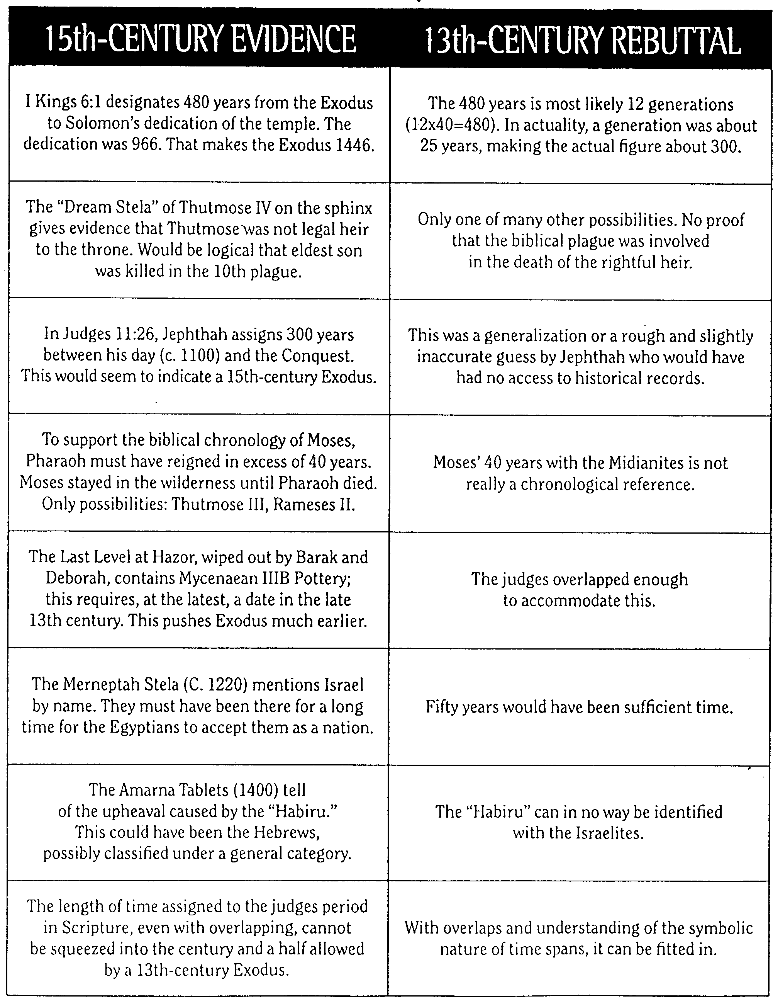 15th-CENTURY EVIDENCE
13th-CENTURY REBUTTAL
I Kings 6:1 designates 480 years from the Exodus
to Solomon's dedication of the temple. The
dedication was 966. That makes the Exodus 1446.
The 480 years is most likely 12 generations
(12x40=480). In actuality, a generation was about
25 years, making the actual figure about 300.
The “Dream Stela” of Thutmose IV on the sphinx
gives evidence that Thutmose was not legal heir
to the throne. Would be logical that eldest son
was killed in the 10th plague.
Only one of many other possibilities. No proof
that the biblical plague was involved
in the death of the rightful heir.
In Judges 11:26, Jephthah assigns 300 years
between his day (c. 1100) and the Conquest.
This would seem to indicate a 15th-century Exodus.
This was a generalization or a rough and slightly
inaccurate guess by Jephthah who would have
had no access to historical records.
To support the biblical chronology of Moses,
Pharaoh must have reigned in excess of 40 years.
Moses stayed in the wilderness until Pharaoh died.
Only possibilities: Thutmose III, Rameses II.
Moses' 40 years with the Midianites is not
really a chronological reference.
The Last Level at Hazor, wiped out by Barak and
Deborah, contains Mycenaean IIIB Pottery;
this requires, at the latest, a date in the late
13th century. This pushes Exodus much earlier.
The judges overlapped enough
to accommodate this.
The Merneptah Stela (C. 1220) mentions Israel
by name. They must have been there for a long
time for the Egyptians to accept them as a nation.
Fifty years would have been sufficient time.
The Amarna Tablets (1400) tell
of the upheaval caused by the “Habiru.”
This could have been the Hebrews,
possibly classified under a general category.
The “Habiru” can in no way be identified
with the Israelites.
The length of time assigned to the judges period
in Scripture, even with overlapping, cannot
be squeezed into the century and a half allowed
by a 13th-century Exodus.
With overlaps and understanding of the symbolic
nature of time spans, it can be fitted in.